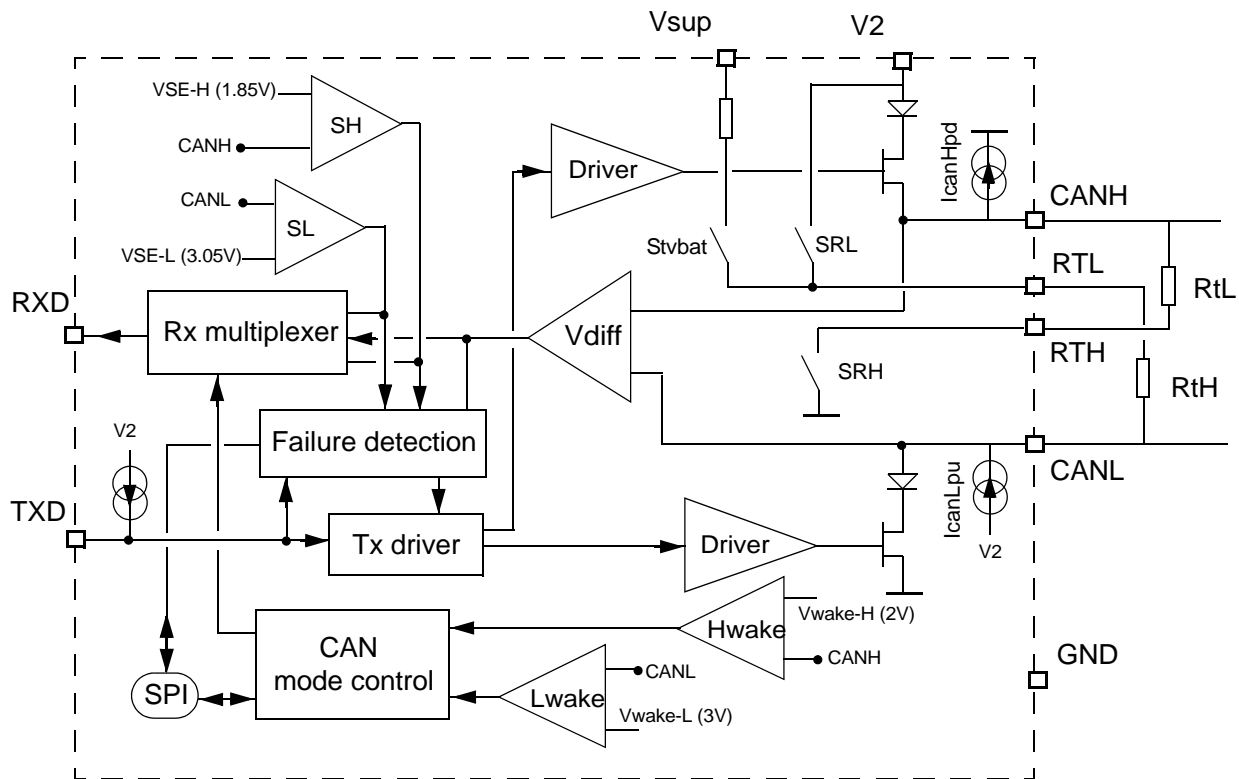 Vsup
V2
VSE-H (1.85V)
SH
CANH
CANL
SL
VSE-L (3.05V)
Driver
IcanHpd
CANH
Stvbat
SRL
RTL
RtL
RXD
Rx multiplexer
Vdiff
RTH
SRH
RtH
V2
Failure detection
CANL
IcanLpu
TXD
Tx driver
Driver
V2
Vwake-H (2V)
Hwake
CANH
GND
CAN
mode control
CANL
Lwake
Vwake-L (3V)
SPI